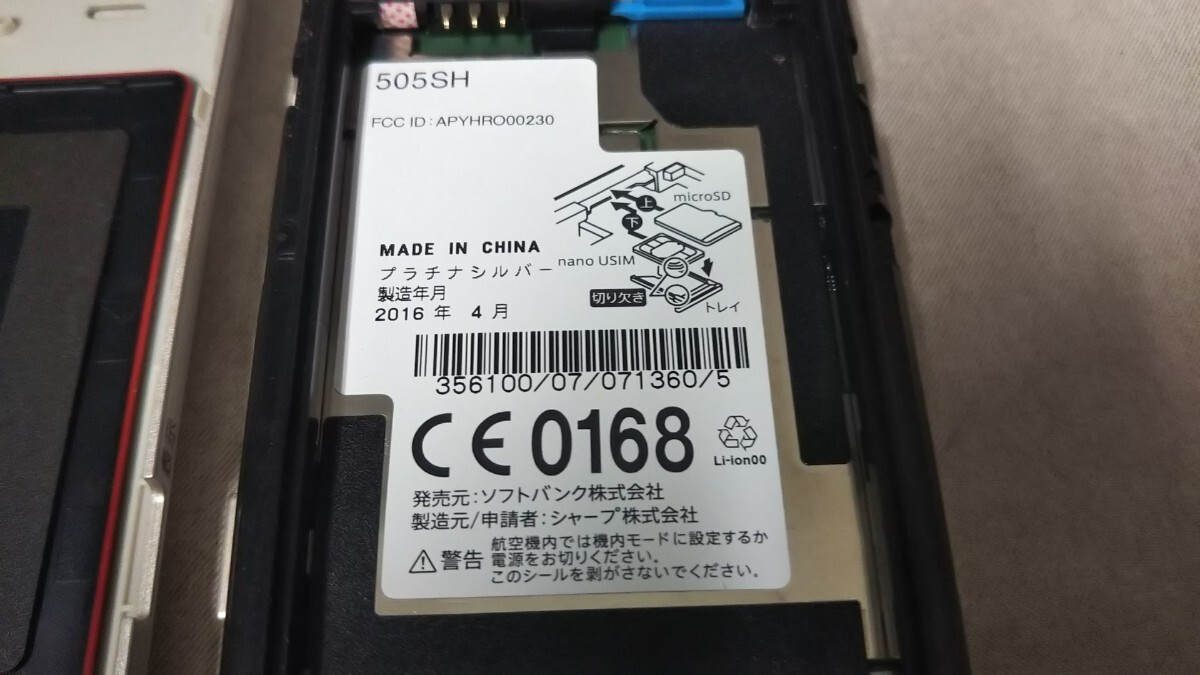 505SH
FCC ID : APYHRO00230
microSD
上
下
MADE IN CHINA
nano USIM
プラチナシルバー
製造年月
切り欠き
トレイ
2016 年 4 月
356100/07/071360/5
CE0168
Li-ion00
発売元：ソフトバンク株式会社
製造元/申請者：シャープ株式会社
警告
航空機内では機内モードに設定するか
電源をお切りください。
このシールを剥がさないでください。